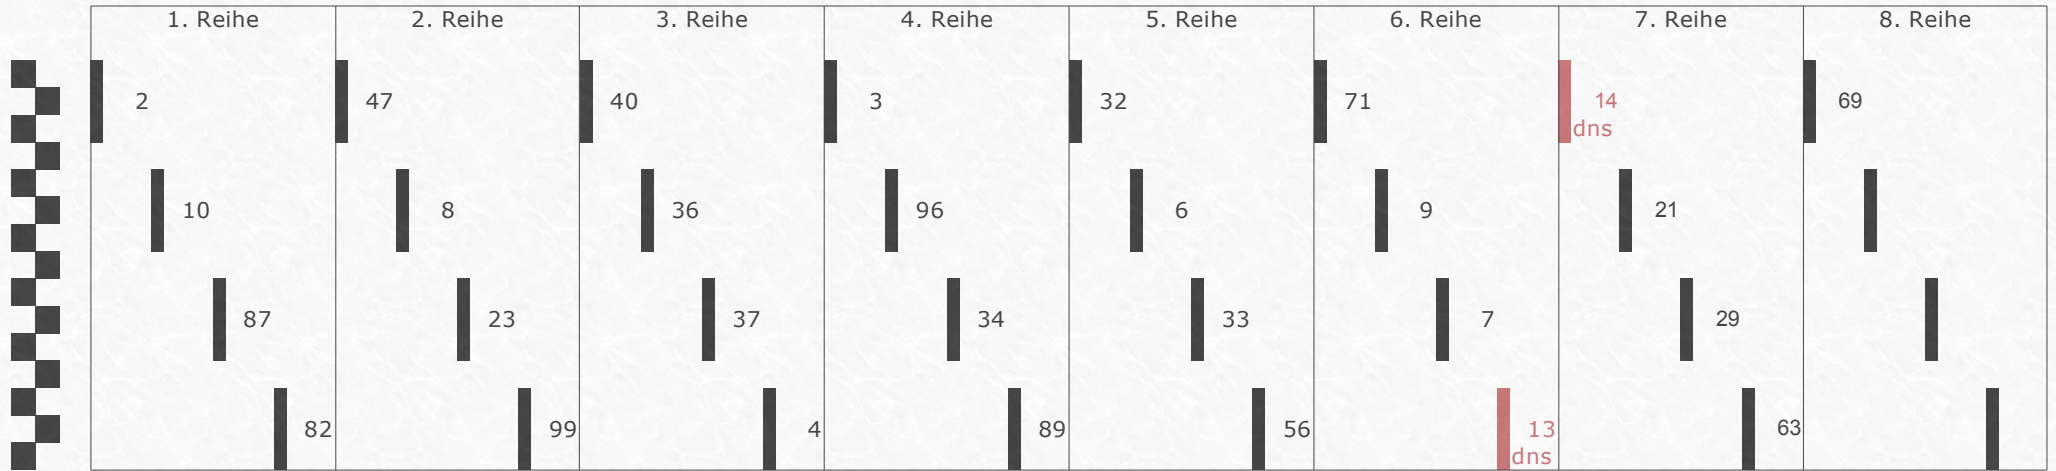 1. Reihe 2. Reihe 3. Reihe 4. Reihe 5. Reihe 6. Reihe 7. Reihe 8. Reihe
2 47 40 3 32 71 14 69
dns
10 8 36 96 6 9 21
87 23 37 34 33 7 29
82 99 4 89 56 13 63
dns